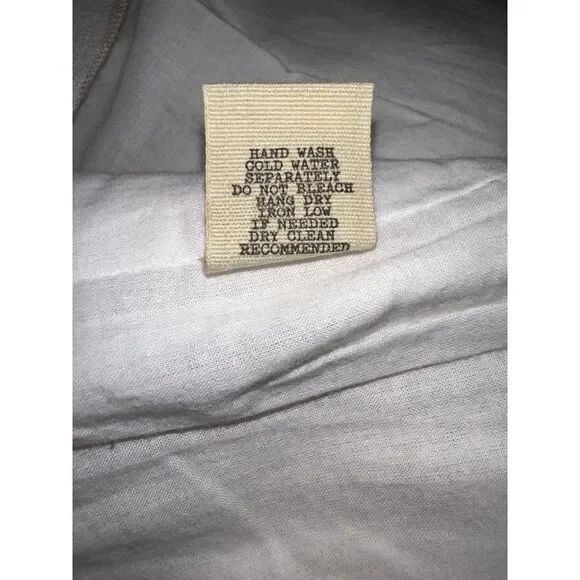 HAND WASH
COLD WATER
SEPARATELY
DO NOT BLEACH
HANG DRY
IRON LOW
IF NEEDED
DRY CLEAN
RECOMMENDED